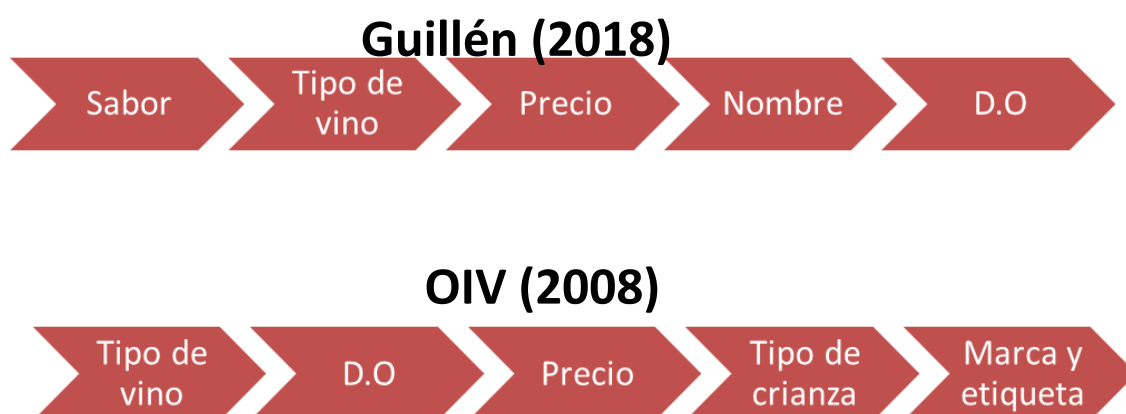 Guillén (2018)
Sabor
Tipo de
vino
Precio
Nombre
D.O
OIV (2008)
Tipo de
vino
D.O
Precio
Tipo de
crianza
Marca y
etiqueta